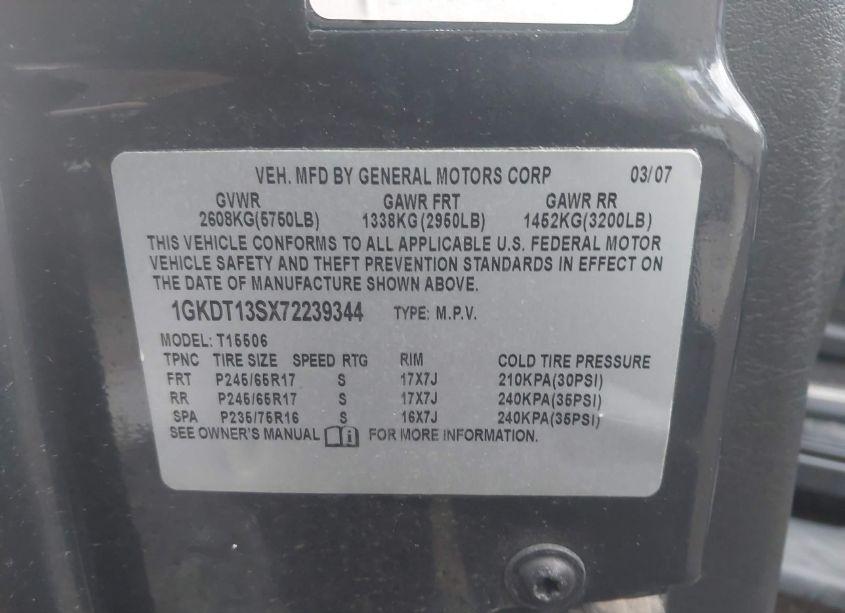 VEH. MFD BY GENERAL MOTORS CORP 03/07
GVWR GAWR FRT GAWR RR
2608KG(5750LB) 1338KG(2950LB) 1452KG(3200LB)
THIS VEHICLE CONFORMS TO ALL APPLICABLE U.S. FEDERAL MOTOR
VEHICLE SAFETY AND THEFT PREVENTION STANDARDS IN EFFECT ON
THE DATE OF MANUFACTURE SHOWN ABOVE.
1GKDT13SX72239344 TYPE: M.P.V.
MODEL: T15506
TPNC TIRE SIZE SPEED RTG RIM COLD TIRE PRESSURE
FRT P245/65R17 S 17X7J 210KPA(30PSI)
RR P245/65R17 S 17X7J 240KPA(35PSI)
SPA P235/75R16 S 16X7J 240KPA(35PSI)
SEE OWNER'S MANUAL FOR MORE INFORMATION.